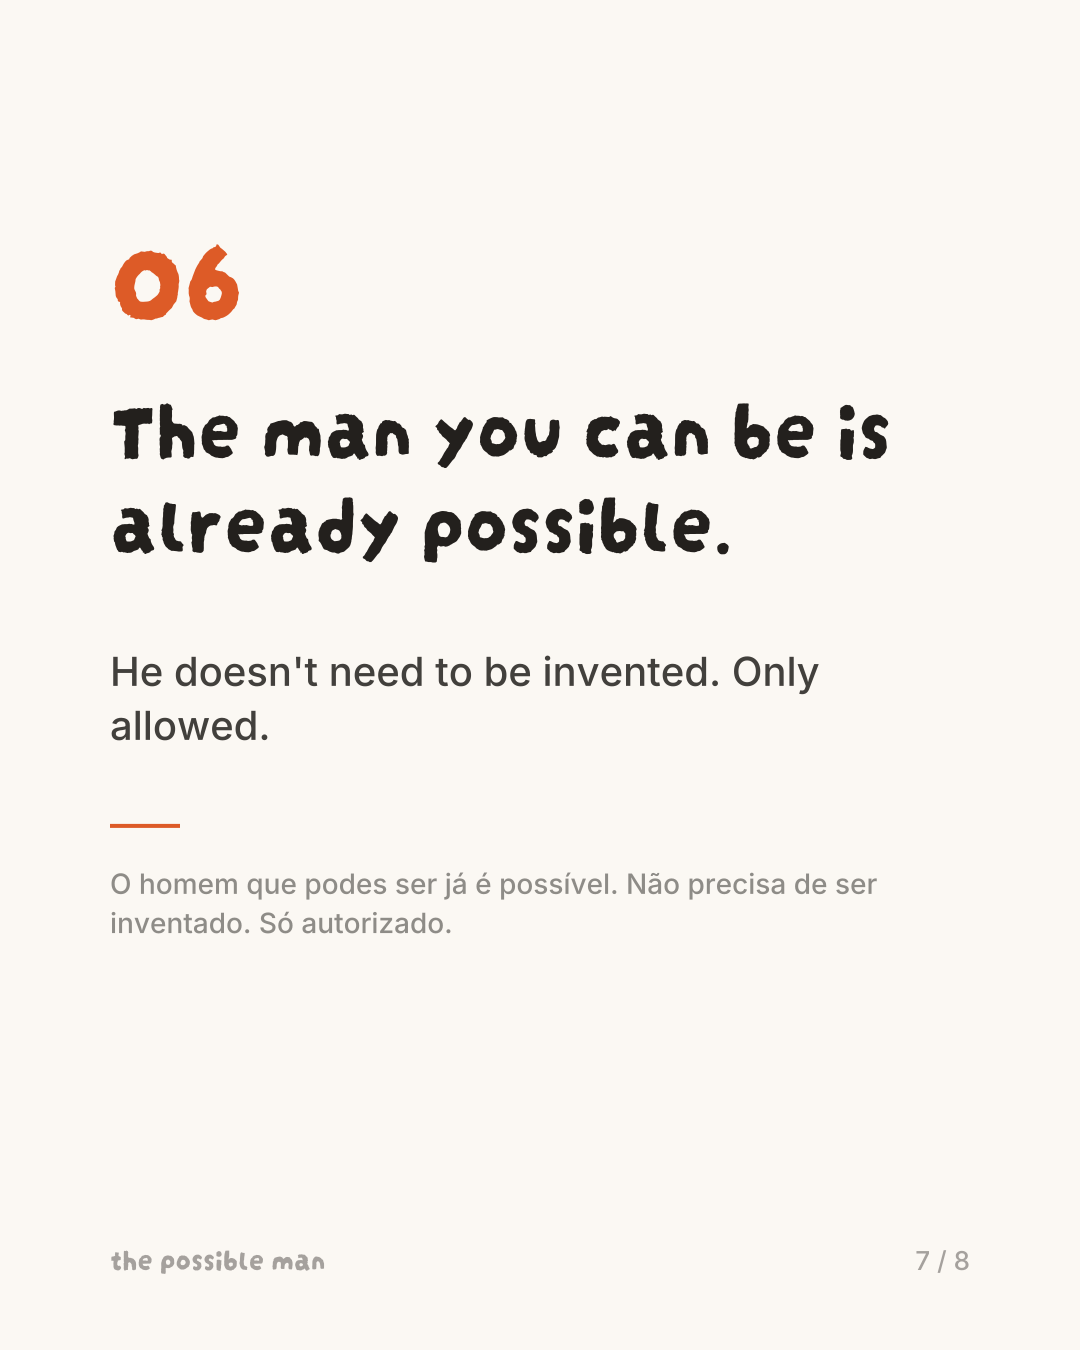 06
The man you can be is
already possible.
He doesn't need to be invented. Only
allowed.
O homem que podes ser já é possível. Não precisa de ser
inventado. Só autorizado.
the possible man
7 / 8